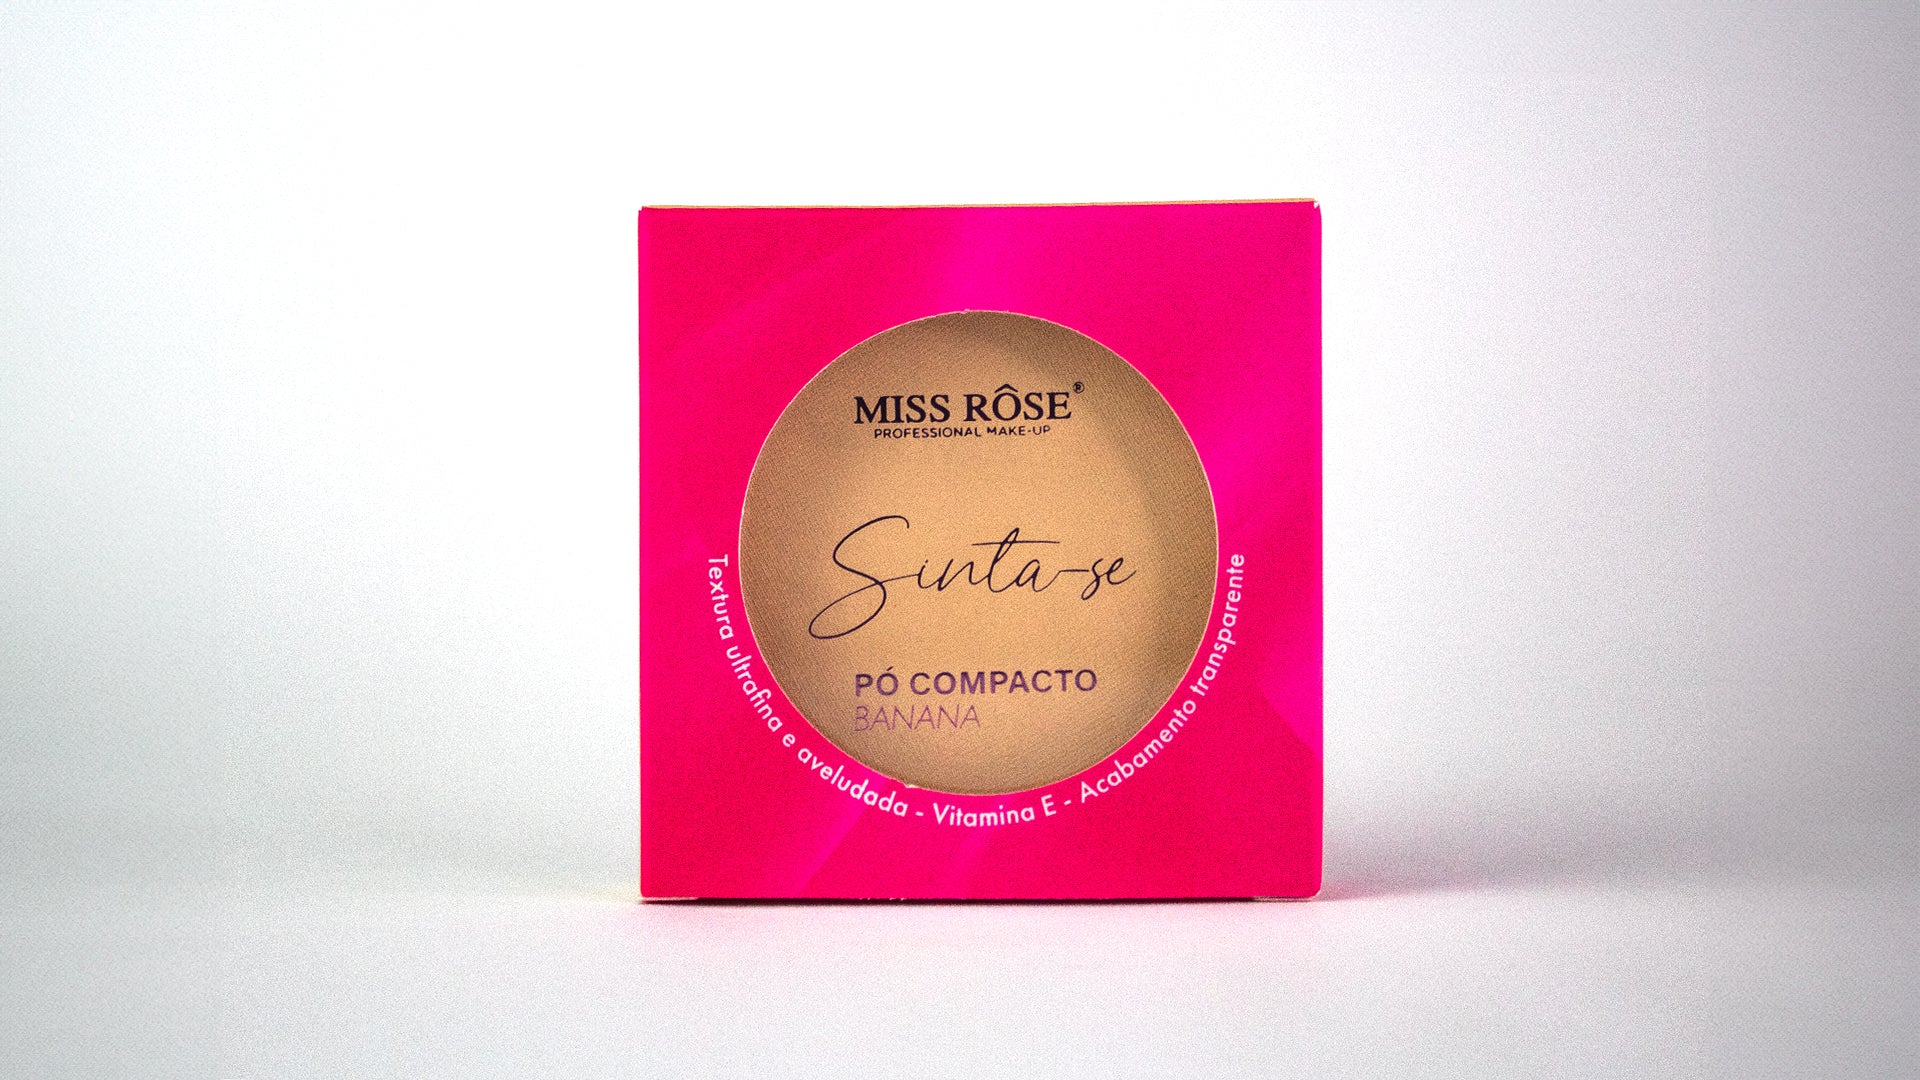 MISS RÔSE®
PROFESSIONAL MAKE-UP
Sinta-se
PÓ COMPACTO
BANANA
Textura ultrafina e aveludada - Vitamina E - Acabamento transparente